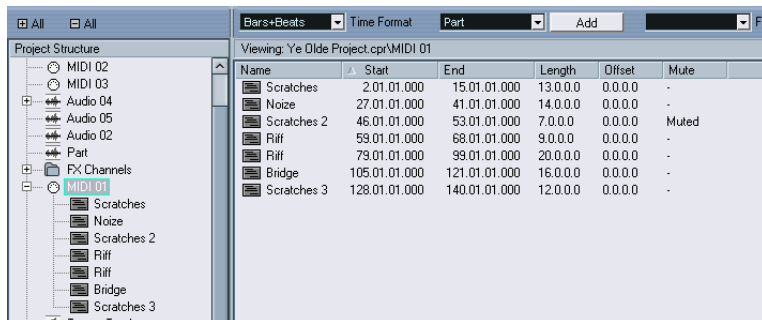 All All Bars+Beats Time Format Part Add F
Project Structure Viewing: Ye Olde Project.cpr\MIDI 01
MIDI 02
MIDI 03
Audio 04
Audio 05
Audio 02
Part
FX Channels
MIDI 01
Scratches
Noize
Scratches 2
Riff
Riff
Bridge
Scratches 3
Name Start End Length Offset Mute
Scratches 2.01.01.000 15.01.01.000 13.0.0.0 0.0.0.0 -
Noize 27.01.01.000 41.01.01.000 14.0.0.0 0.0.0.0 -
Scratches 2 46.01.01.000 53.01.01.000 7.0.0.0 0.0.0.0 Muted
Riff 59.01.01.000 68.01.01.000 9.0.0.0 0.0.0.0 -
Riff 79.01.01.000 99.01.01.000 20.0.0.0 0.0.0.0 -
Bridge 105.01.01.000 121.01.01.000 16.0.0.0 0.0.0.0 -
Scratches 3 128.01.01.000 140.01.01.000 12.0.0.0 0.0.0.0 -